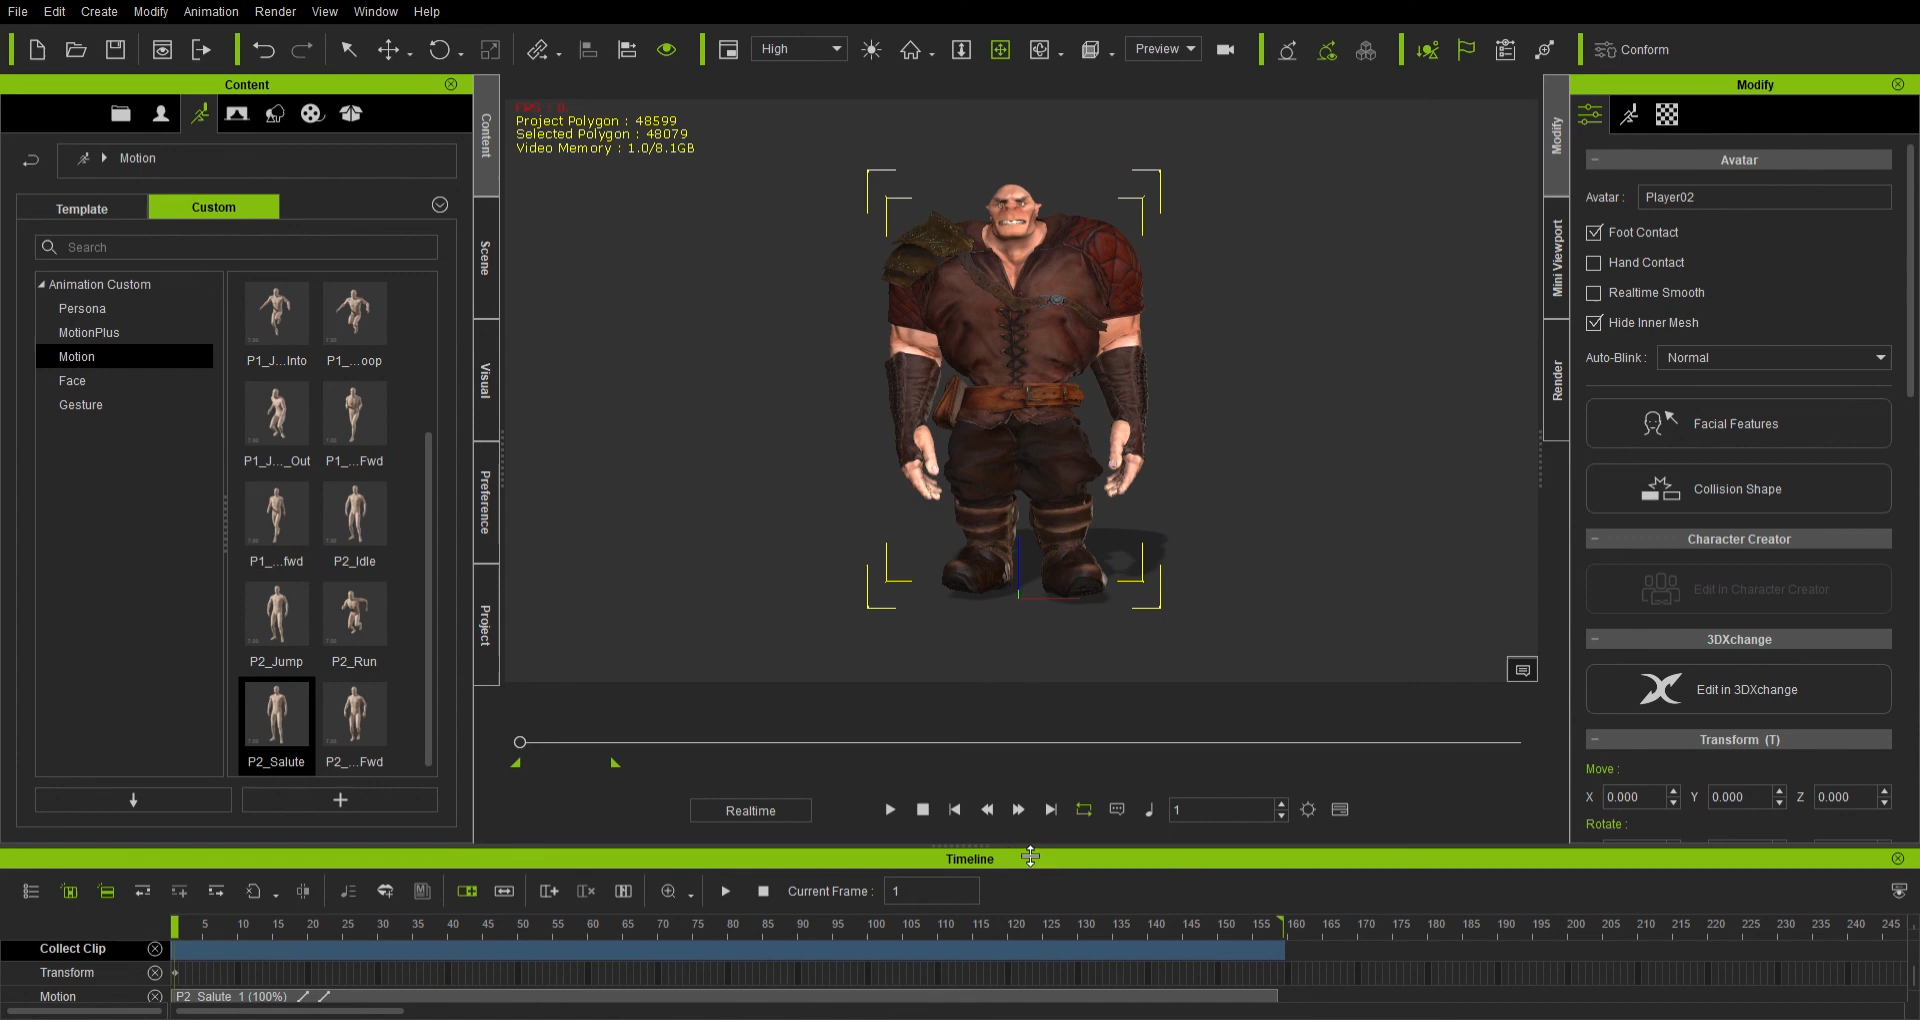 File Edit Create Modify Animation Render View Window Help
High
Preview
Conform
Content
Motion
Template Custom
Search
Animation Custom
Persona
MotionPlus
Motion
Face
Gesture
P1_J...Into P1_...oop
P1_J..._Out P1_...Fwd
P1_...fwd P2_Idle
P2_Jump P2_Run
P2_Salute P2_...Fwd
Content
Scene
Visual
Preference
Project
FPS : 0.
Project Polygon : 48599
Selected Polygon : 48079
Video Memory : 1.0/8.1GB
Realtime
1
Modify
Mini Viewport
Render
Modify
Avatar
Avatar : Player02
Foot Contact
Hand Contact
Realtime Smooth
Hide Inner Mesh
Auto-Blink : Normal
Facial Features
Collision Shape
Character Creator
Edit in Character Creator
3DXchange
Edit in 3DXchange
Transform (T)
Move :
X 0.000 Y 0.000 Z 0.000
Rotate :
Timeline
Current Frame : 1
5 10 15 20 25 30 35 40 45 50 55 60 65 70 75 80 85 90 95 100 105 110 115 120 125 130 135 140 145 150 155 160 165 170 175 180 185 190 195 200 205 210 215 220 225 230 235 240 245
Collect Clip
Transform
Motion P2_Salute_1 (100%)